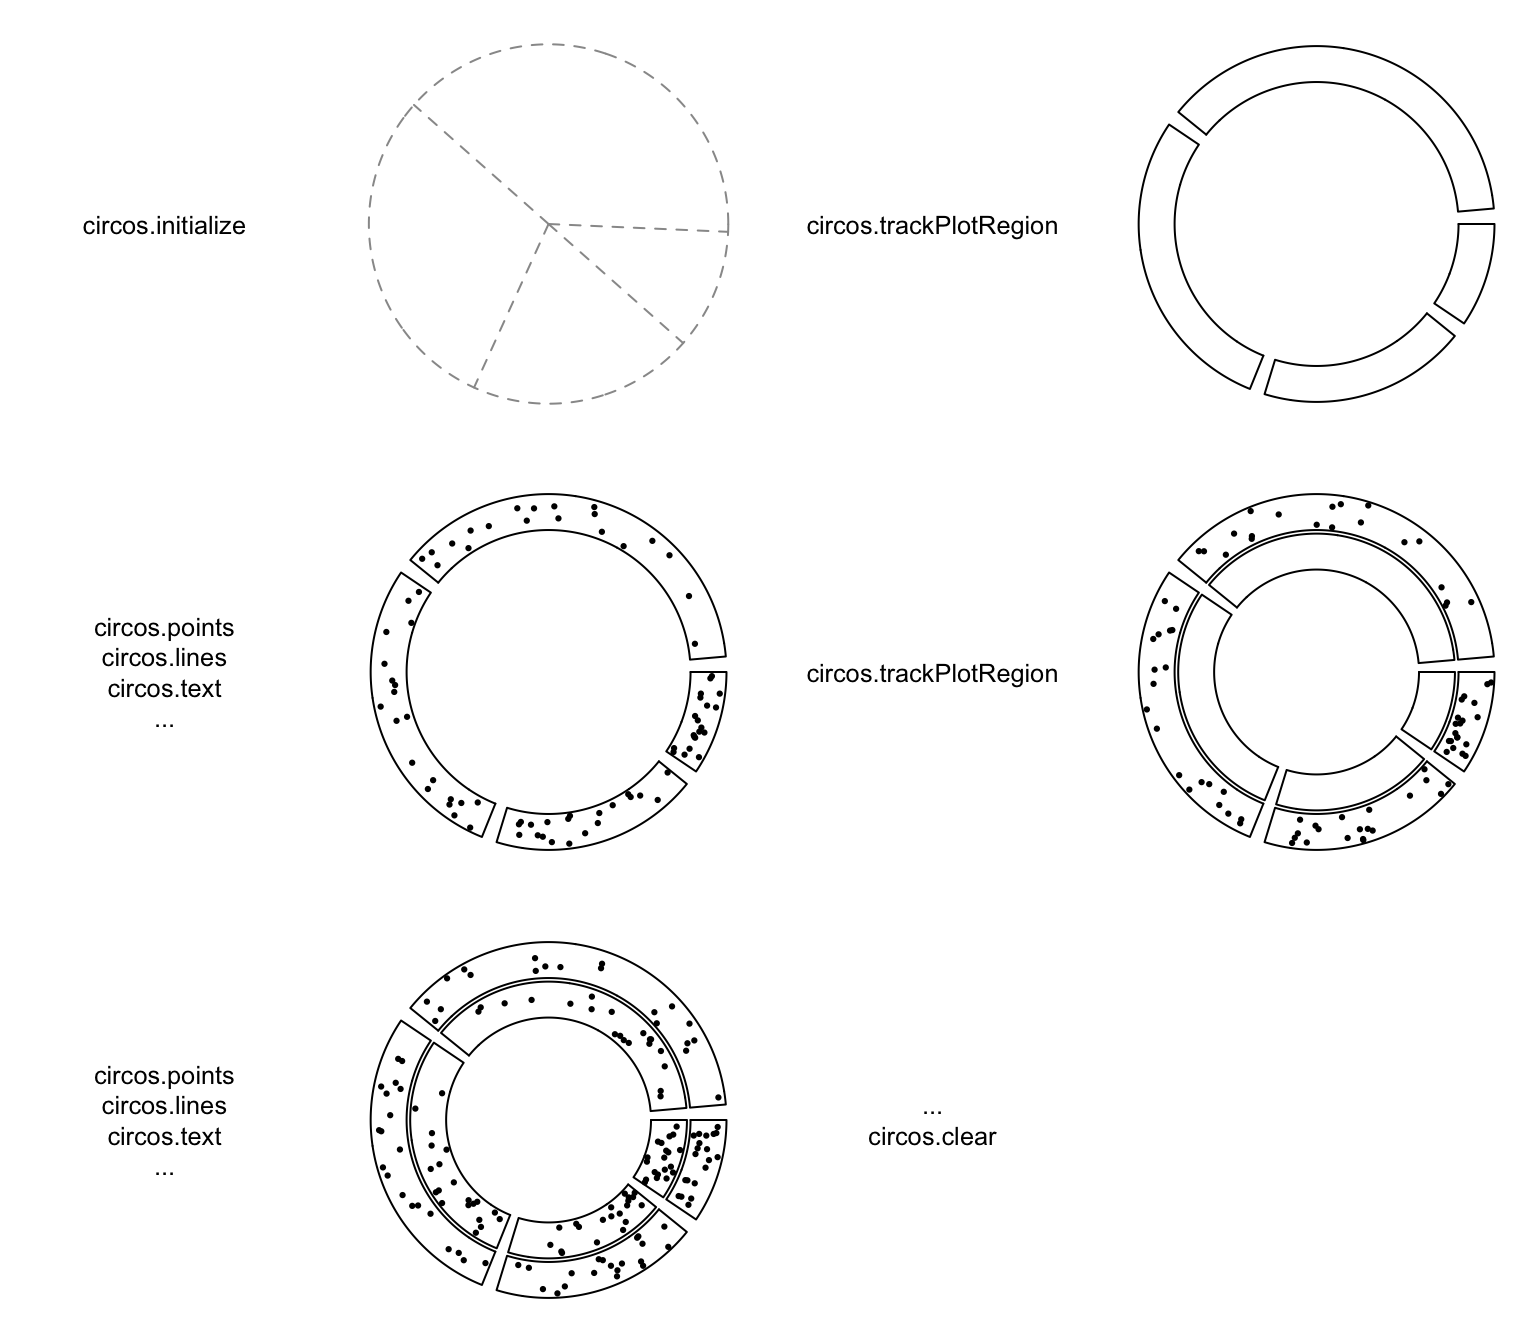 circos.initialize
circos.trackPlotRegion
circos.points
circos.lines
circos.text
...
circos.trackPlotRegion
circos.points
circos.lines
circos.text
...
...
circos.clear